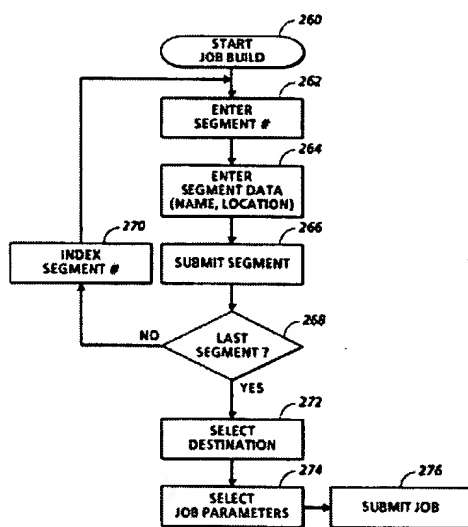 260
START
JOB BUILD
262
ENTER
SEGMENT #
264
ENTER
SEGMENT DATA
(NAME, LOCATION)
270
INDEX
SEGMENT #
266
SUBMIT SEGMENT
268
NO
LAST
SEGMENT ?
YES
272
SELECT
DESTINATION
274
SELECT
JOB PARAMETERS
276
SUBMIT JOB